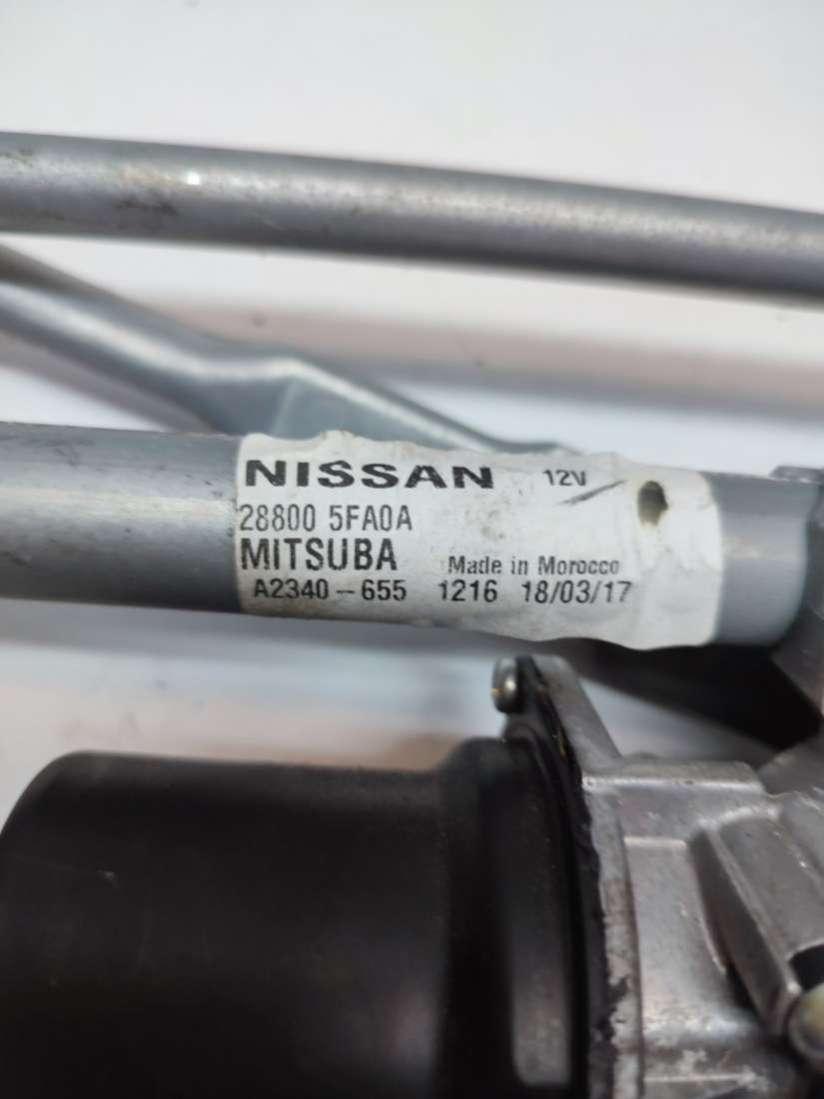 NISSAN 12V
28800 5FA0A
MITSUBA Made in Morocco
A2340-655 1216 18/03/17